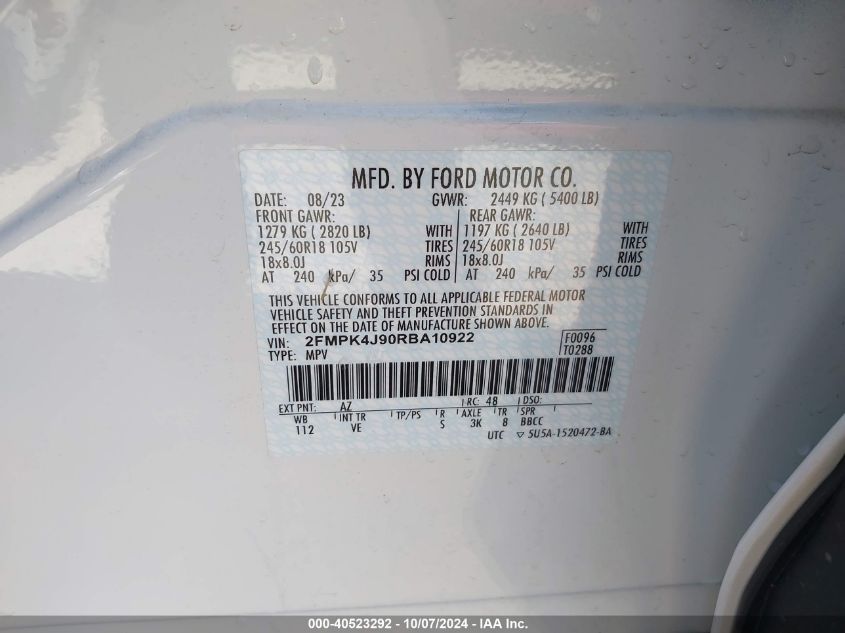 MFD. BY FORD MOTOR CO.
DATE: 08/23 GVWR: 2449 KG ( 5400 LB)
FRONT GAWR: REAR GAWR:
1279 KG ( 2820 LB) WITH 1197 KG ( 2640 LB) WITH
245/60R18 105V TIRES 245/60R18 105V TIRES
18x8.0J RIMS 18x8.0J RIMS
AT 240 kPa/ 35 PSI COLD AT 240 kPa/ 35 PSI COLD
THIS VEHICLE CONFORMS TO ALL APPLICABLE FEDERAL MOTOR
VEHICLE SAFETY AND THEFT PREVENTION STANDARDS IN
EFFECT ON THE DATE OF MANUFACTURE SHOWN ABOVE.
VIN: 2FMPK4J90RBA10922 F0096
TYPE: MPV T0288
EXT PNT: AZ RC: 48 DSO:
WB INT TR TP/PS R AXLE TR SPR
112 VE S 3K 8 BBCC
UTC ▽ 5U5A-1520472-BA
000-40523292 - 10/07/2024 - IAA Inc.